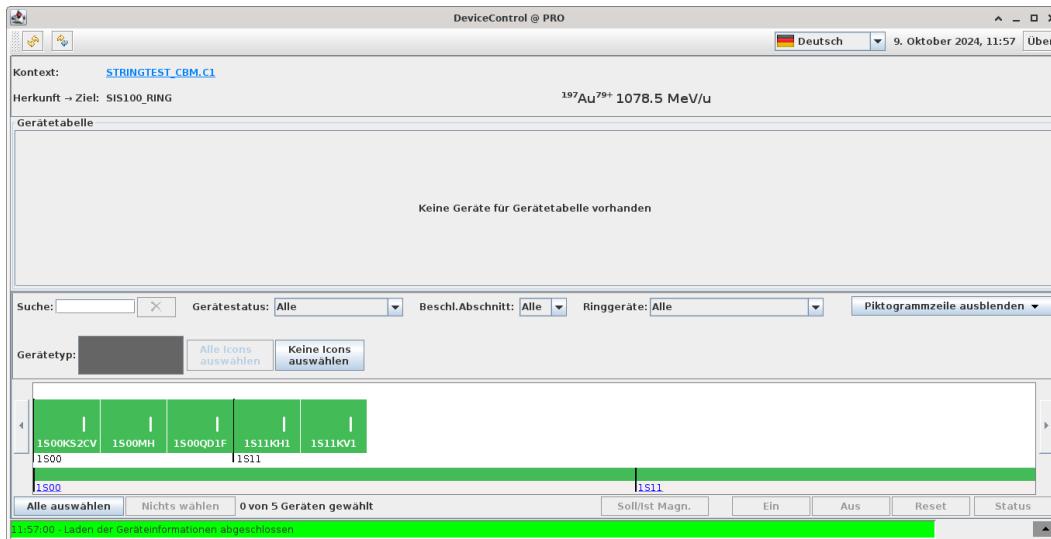 DeviceControl @ PRO
Deutsch 9. Oktober 2024, 11:57
Kontext: STRINGTEST_CBM.C1
Herkunft → Ziel: SIS100_RING ¹⁹⁷Au⁷⁹⁺ 1078.5 MeV/u
Gerätetabelle
Keine Geräte für Gerätetabelle vorhanden
Suche: Gerätestatus: Alle Beschl.Abschnitt: Alle Ringgeräte: Alle Piktogrammzeile ausblenden
Gerätetyp: Alle Icons auswählen Keine Icons auswählen
1S00KS2CV 1S00MH 1S00QD1F 1S11KH1 1S11KV1
1S00 1S11
1S00 1S11
Alle auswählen Nichts wählen 0 von 5 Geräten gewählt Soll/Ist Magn. Ein Aus Reset Status
11:57:00 - Laden der Geräteinformationen abgeschlossen